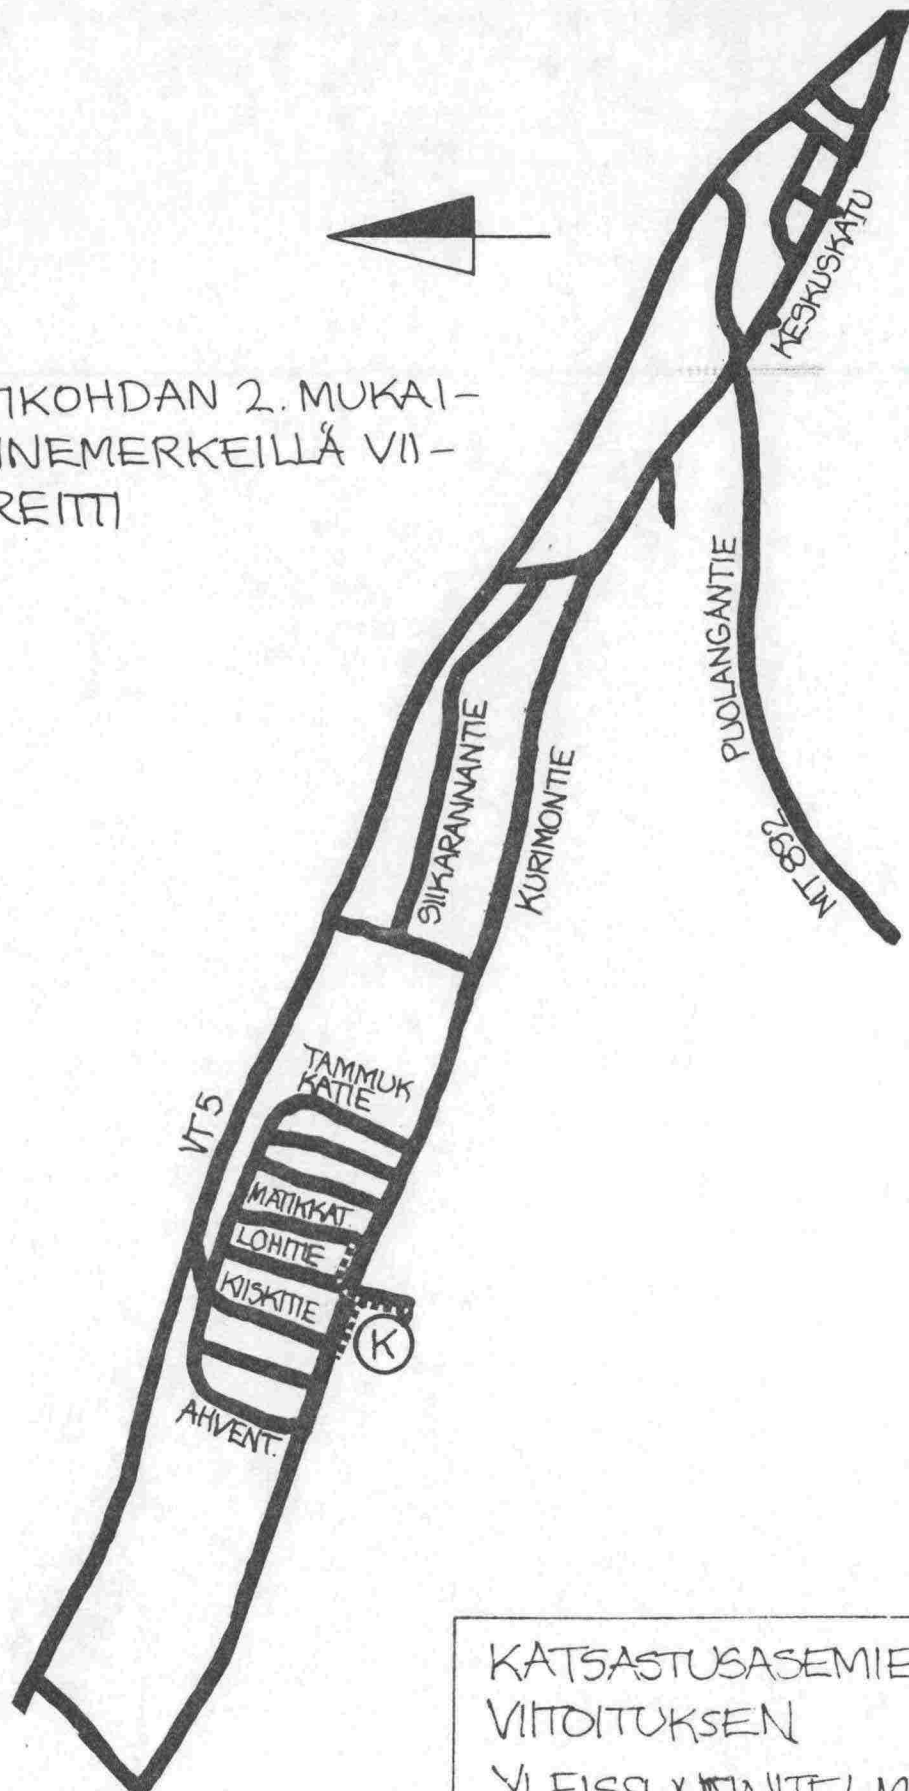 KESKUSKATU
IKOHDAN 2. MUKAI-
INEMERKEILLÄ VII-
REITTI
PUOLANGANTIE
SIIKARANNANTIE
KURIMONTIE
MT 892
TAMMUK
KATIE
VT 5
MATIKKAT.
LOHITIE
KIISKITIE
K
AHVENT.
KATSASTUSASEMIE
VIITOITUKSEN